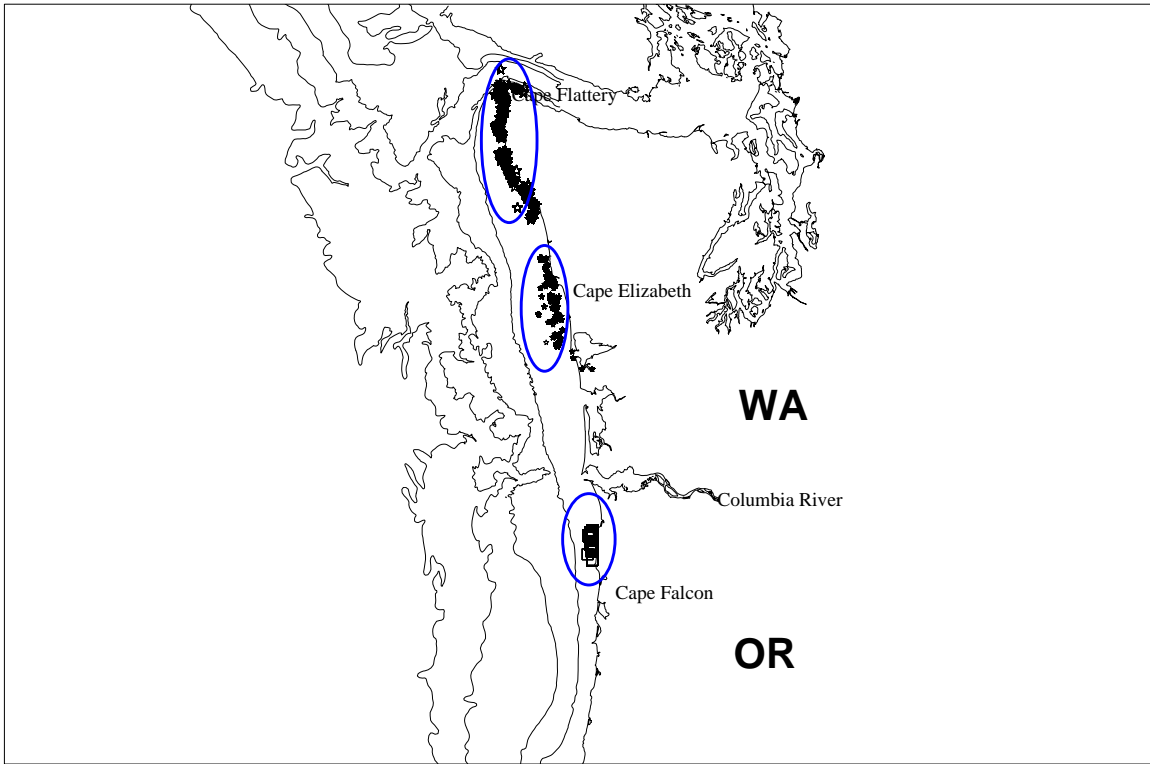 Cape Flattery
Cape Elizabeth
WA
Columbia River
Cape Falcon
OR